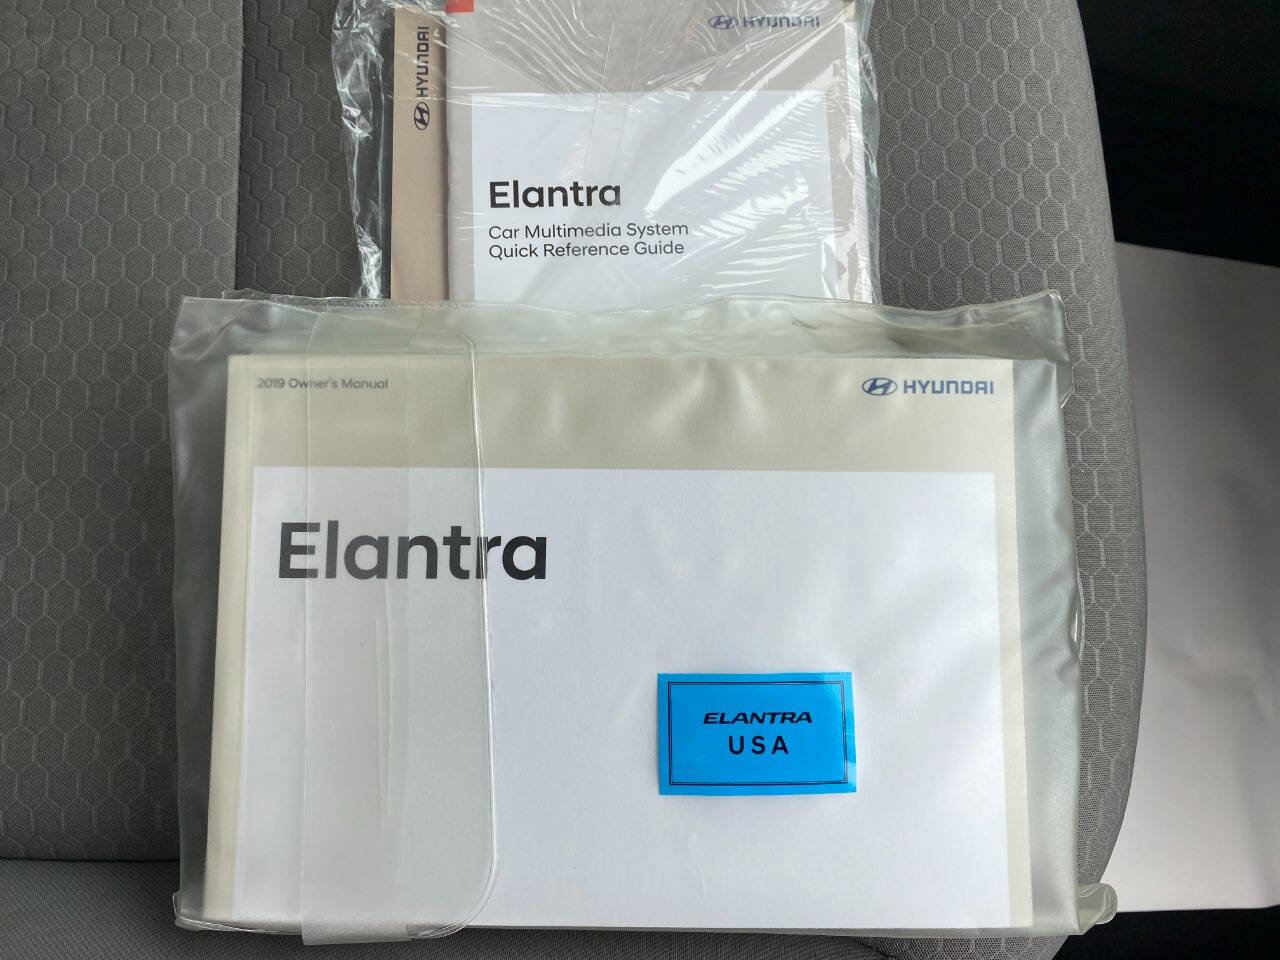 HYUNDAI
HYUNDAI
Elantra
Car Multimedia System
Quick Reference Guide
2019 Owner's Manual
HYUNDAI
Elantra
ELANTRA
USA